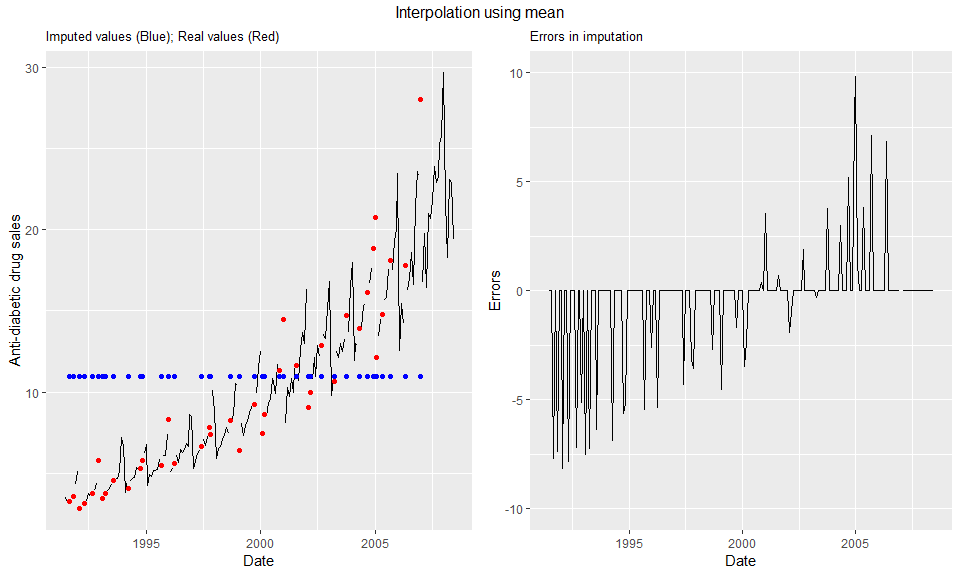 Interpolation using mean
Imputed values (Blue); Real values (Red)
30
20
10
Anti-diabetic drug sales
1995
2000
2005
Date
Errors in imputation
10
5
0
-5
-10
Errors
1995
2000
2005
Date